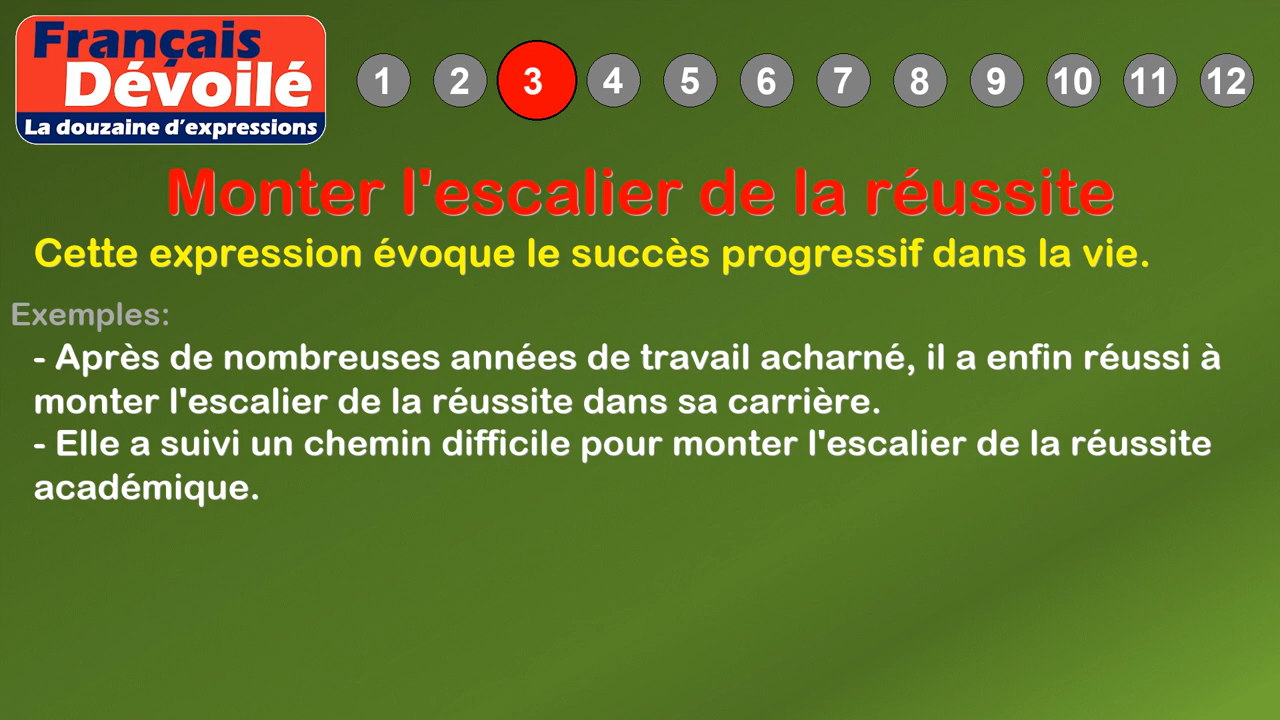 Français
Dévoilé
La douzaine d'expressions
1 2 3 4 5 6 7 8 9 10 11 12
Monter l'escalier de la réussite
Cette expression évoque le succès progressif dans la vie.
Exemples:
- Après de nombreuses années de travail acharné, il a enfin réussi à
monter l'escalier de la réussite dans sa carrière.
- Elle a suivi un chemin difficile pour monter l'escalier de la réussite
académique.